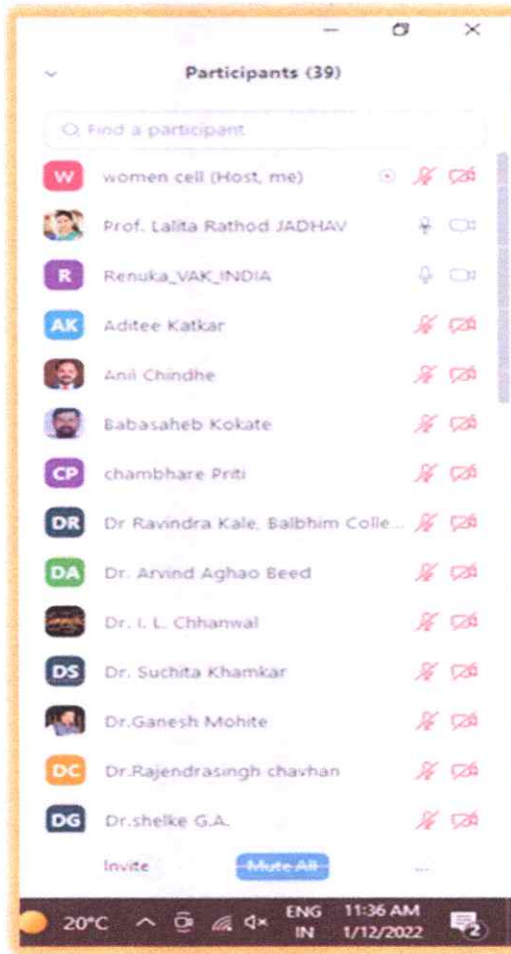 Participants (39)
Find a participant
W women cell (Host, me)
Prof. Lalita Rathod JADHAV
R Renuka_VAK_INDIA
AK Aditee Katkar
Anil Chindhe
Babasaheb Kokate
CP chambhare Priti
DR Dr Ravindra Kale, Balbhim Colle...
DA Dr. Arvind Aghao Beed
Dr. I. L. Chhanwal
DS Dr. Suchita Khamkar
Dr.Ganesh Mohite
DC Dr.Rajendrasingh chavhan
DG Dr.shelke G.A.
Invite Mute All ...
20°C ENG 11:36 AM
IN 1/12/2022 2